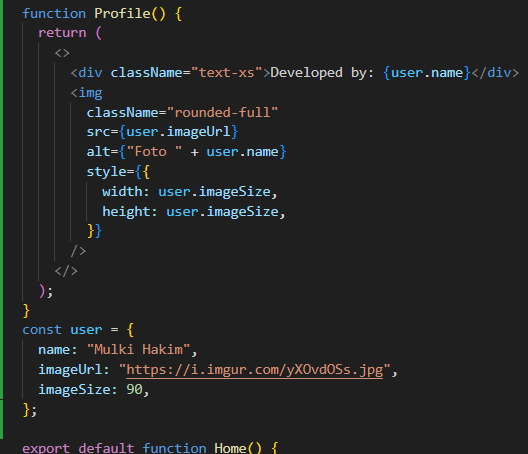 function Profile() {
return (
<>
<div className="text-xs">Developed by: {user.name}</div>
<img
className="rounded-full"
src={user.imageUrl}
alt={"Foto " + user.name}
style={{
width: user.imageSize,
height: user.imageSize,
}}
/>
</>
);
}
const user = {
name: "Mulki Hakim",
imageUrl: "https://i.imgur.com/yXOvdOSs.jpg",
imageSize: 90,
};
export default function Home() {